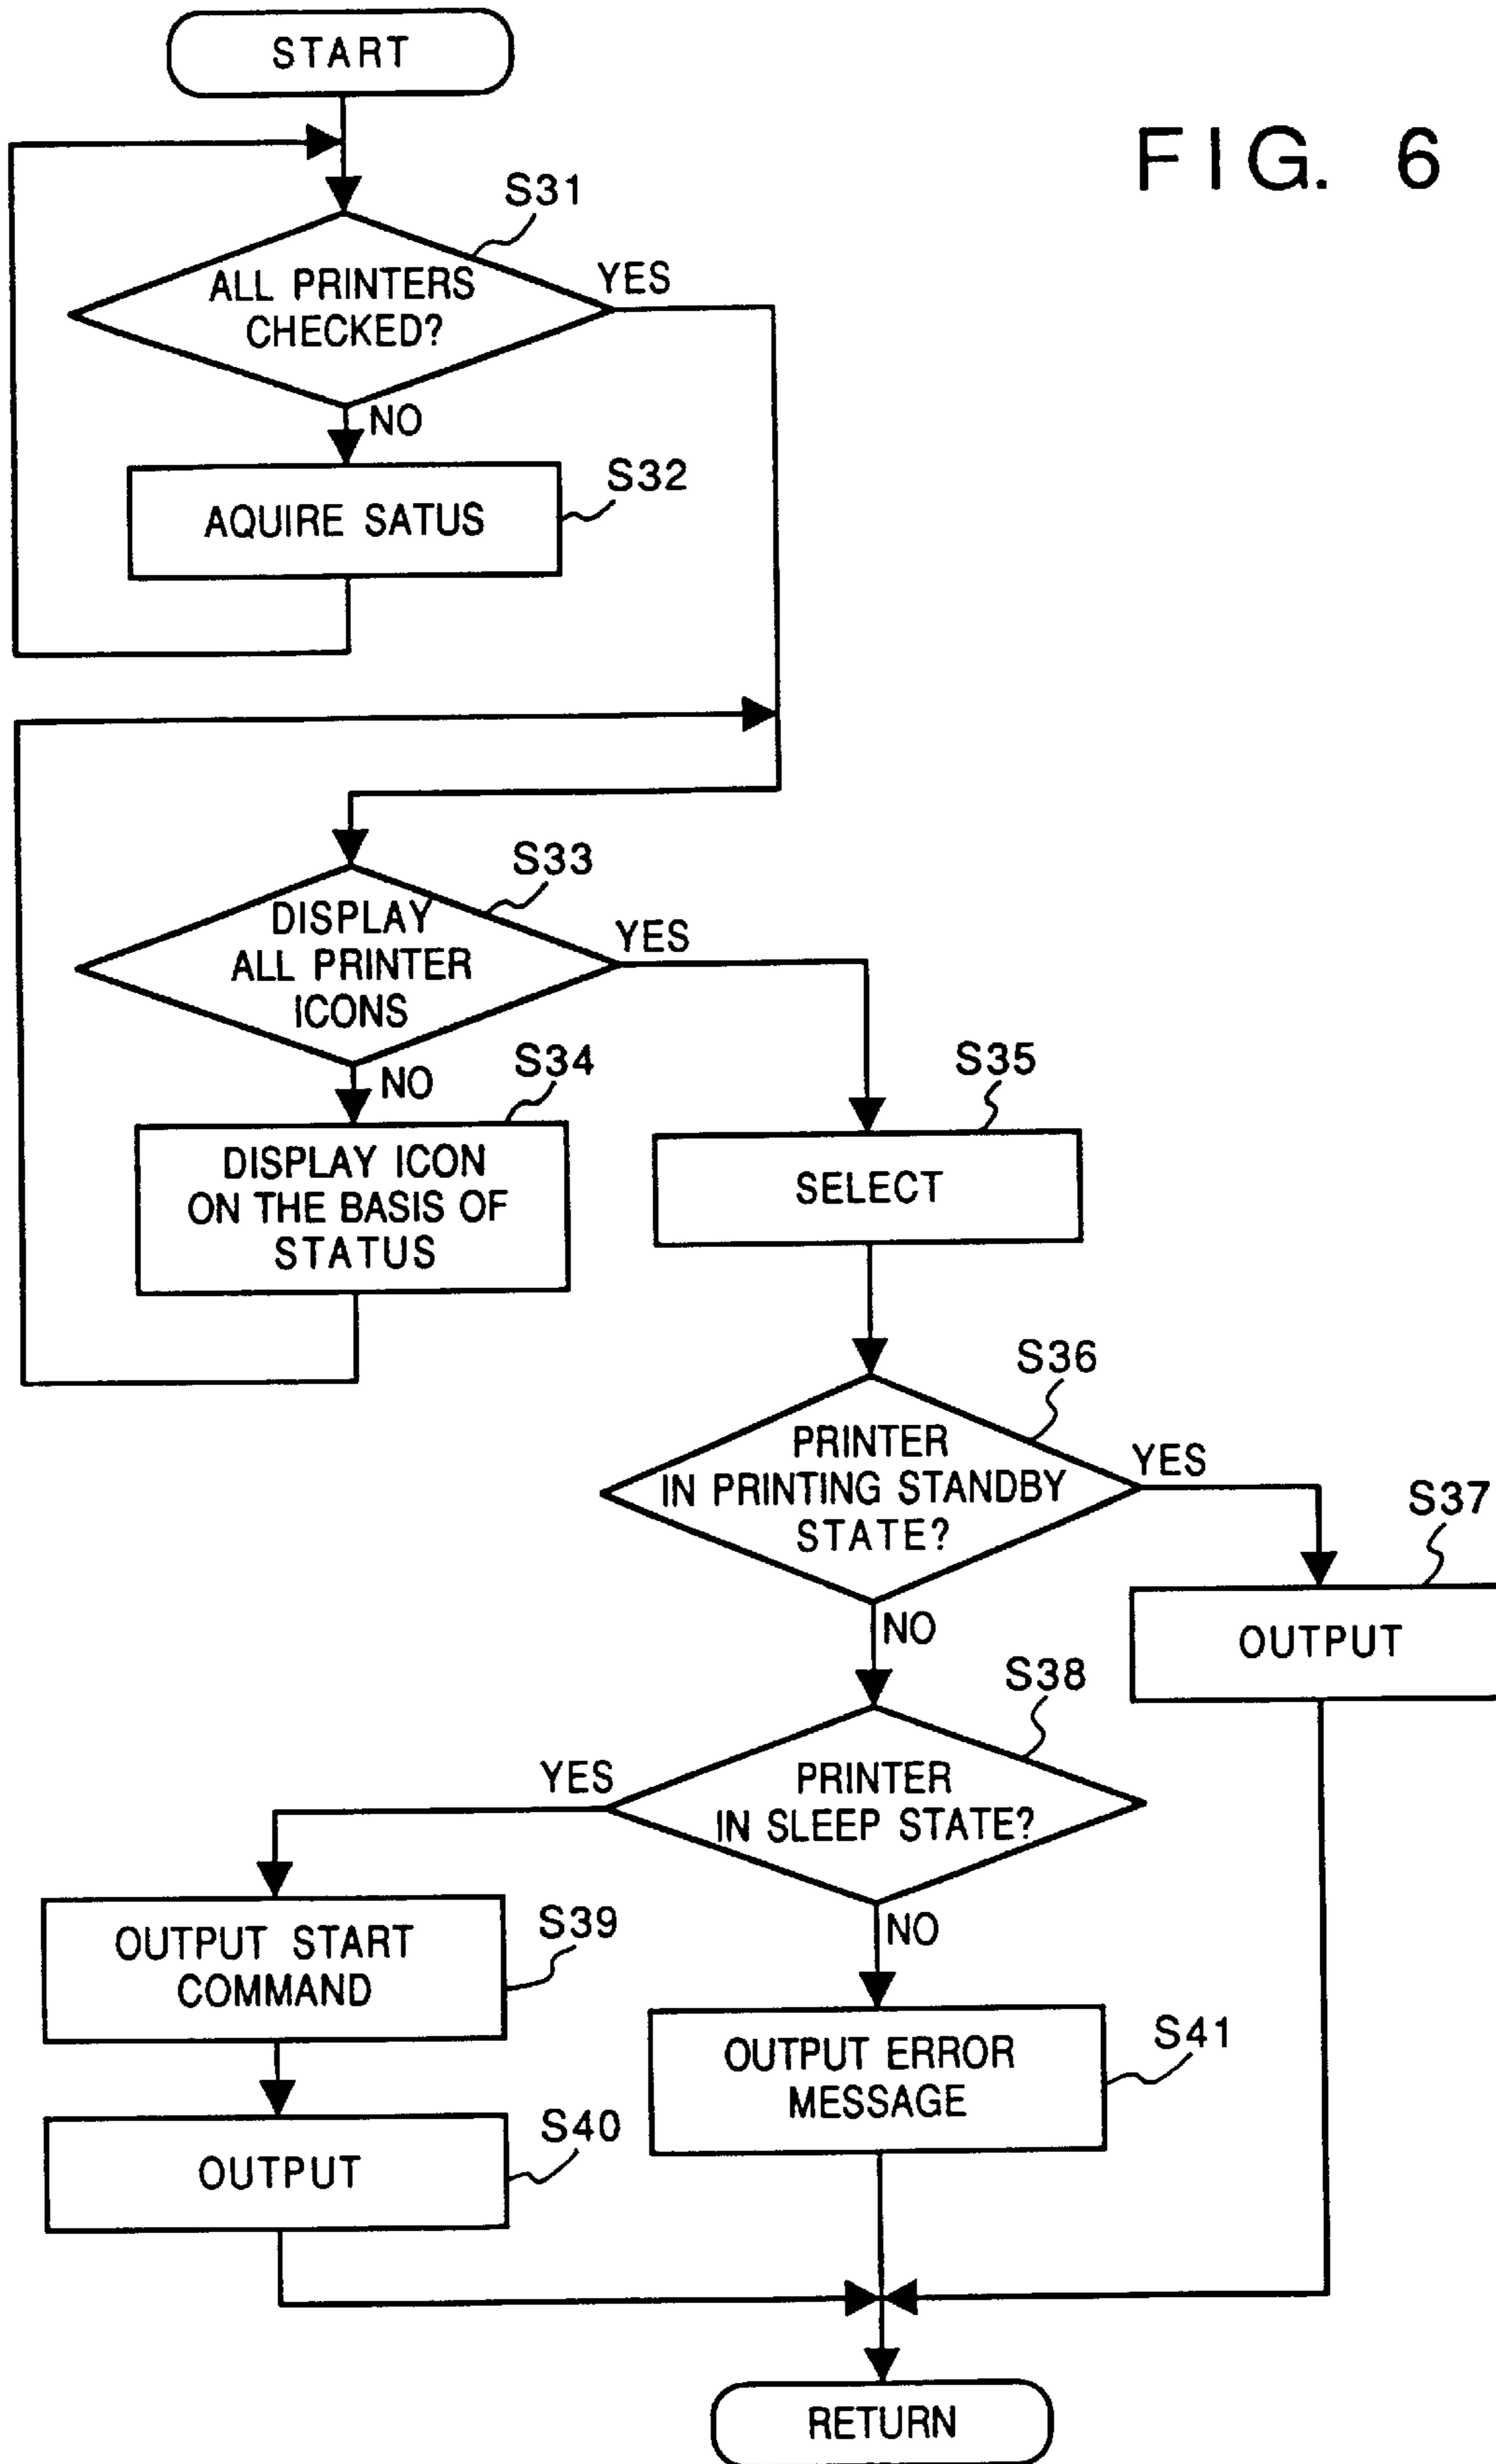 START
FIG. 6
S31
ALL PRINTERS
CHECKED?
YES
NO
S32
AQUIRE SATUS
S33
DISPLAY
ALL PRINTER
ICONS
YES
NO
S34
DISPLAY ICON
ON THE BASIS OF
STATUS
S35
SELECT
S36
PRINTER
IN PRINTING STANDBY
STATE?
YES
NO
S37
OUTPUT
S38
PRINTER
IN SLEEP STATE?
YES
NO
S39
OUTPUT START
COMMAND
S40
OUTPUT
S41
OUTPUT ERROR
MESSAGE
RETURN